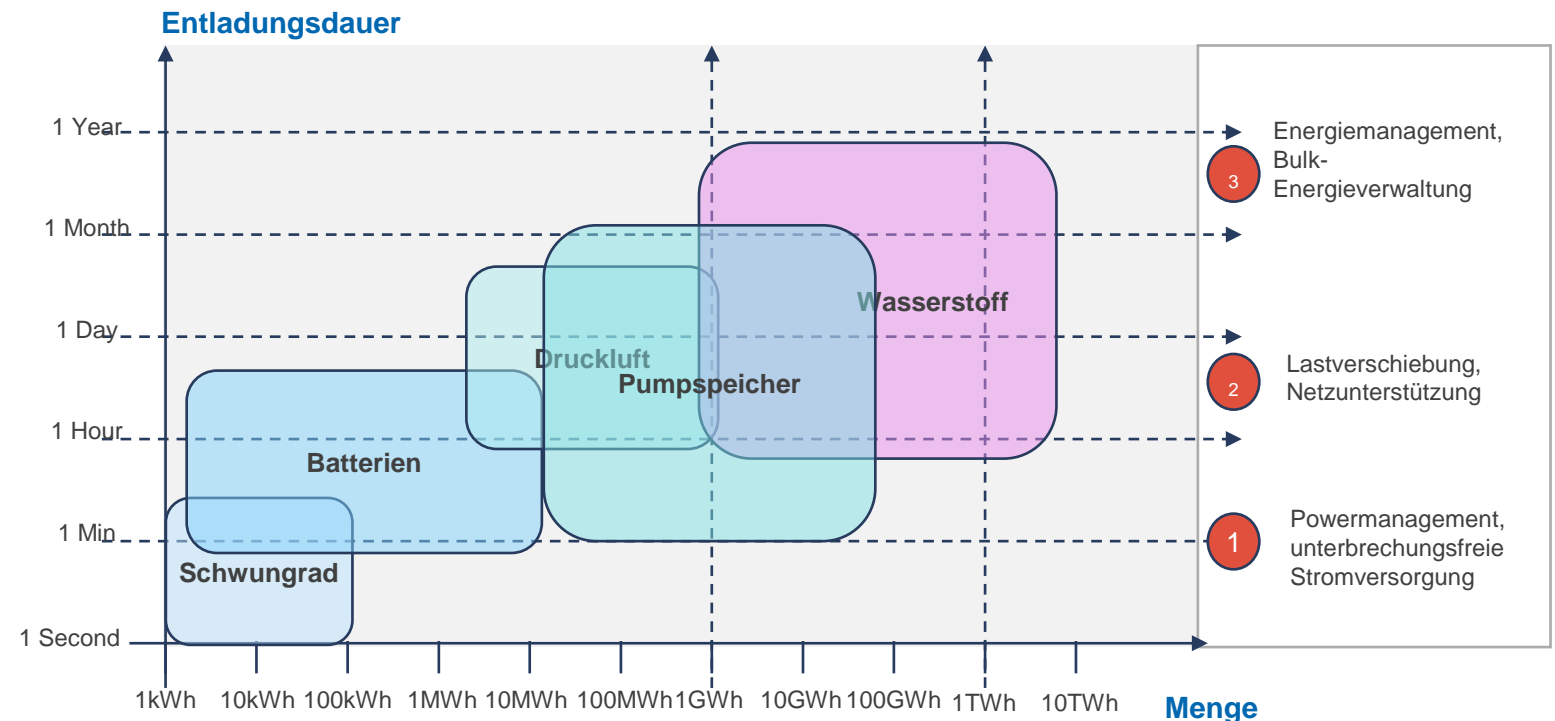 Entladungsdauer
1 Year
Energiemanagement,
Bulk-
Energieverwaltung
3
1 Month
Wasserstoff
1 Day
Druckluft
Pumpspeicher
Lastverschiebung,
Netzunterstützung
2
1 Hour
Batterien
1 Min
Powermanagement,
unterbrechungsfreie
Stromversorgung
1
Schwungrad
1 Second
1kWh 10kWh 100kWh 1MWh 10MWh 100MWh 1GWh 10GWh 100GWh 1TWh 10TWh
Menge